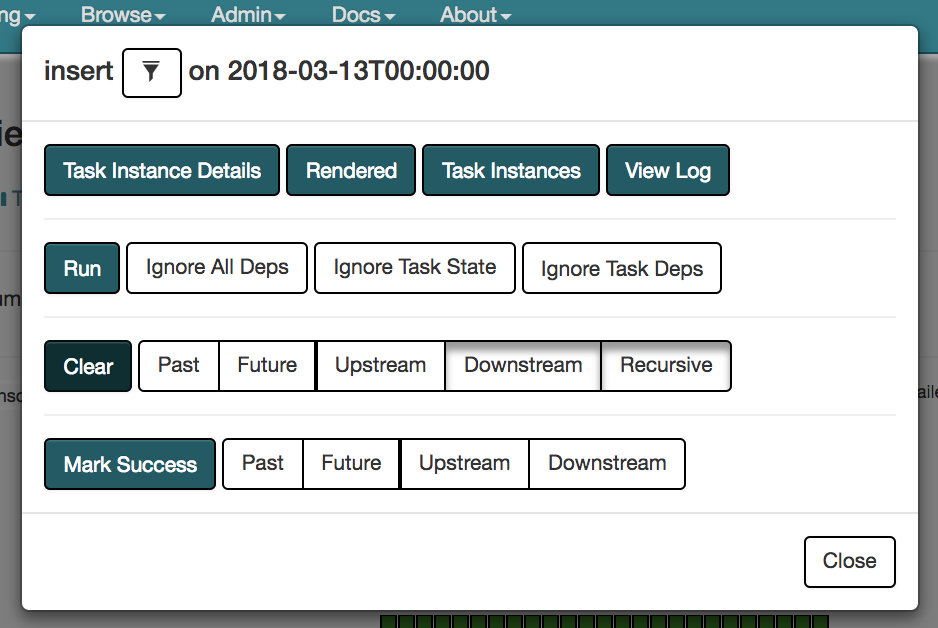 Browse Admin Docs About
insert on 2018-03-13T00:00:00
Task Instance Details Rendered Task Instances View Log
Run Ignore All Deps Ignore Task State Ignore Task Deps
Clear Past Future Upstream Downstream Recursive
Mark Success Past Future Upstream Downstream
Close